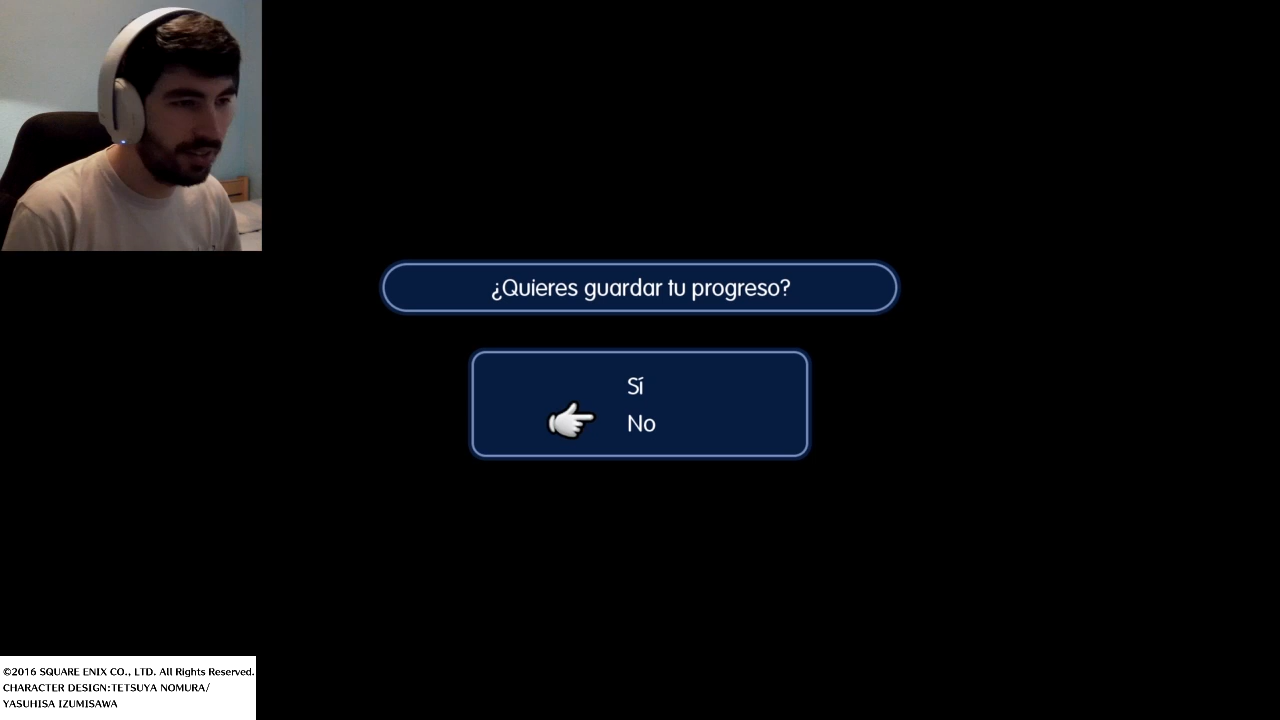 ¿Quieres guardar tu progreso?
Sí
No
©2016 SQUARE ENIX CO., LTD. All Rights Reserved.
CHARACTER DESIGN:TETSUYA NOMURA/
YASUHISA IZUMISAWA